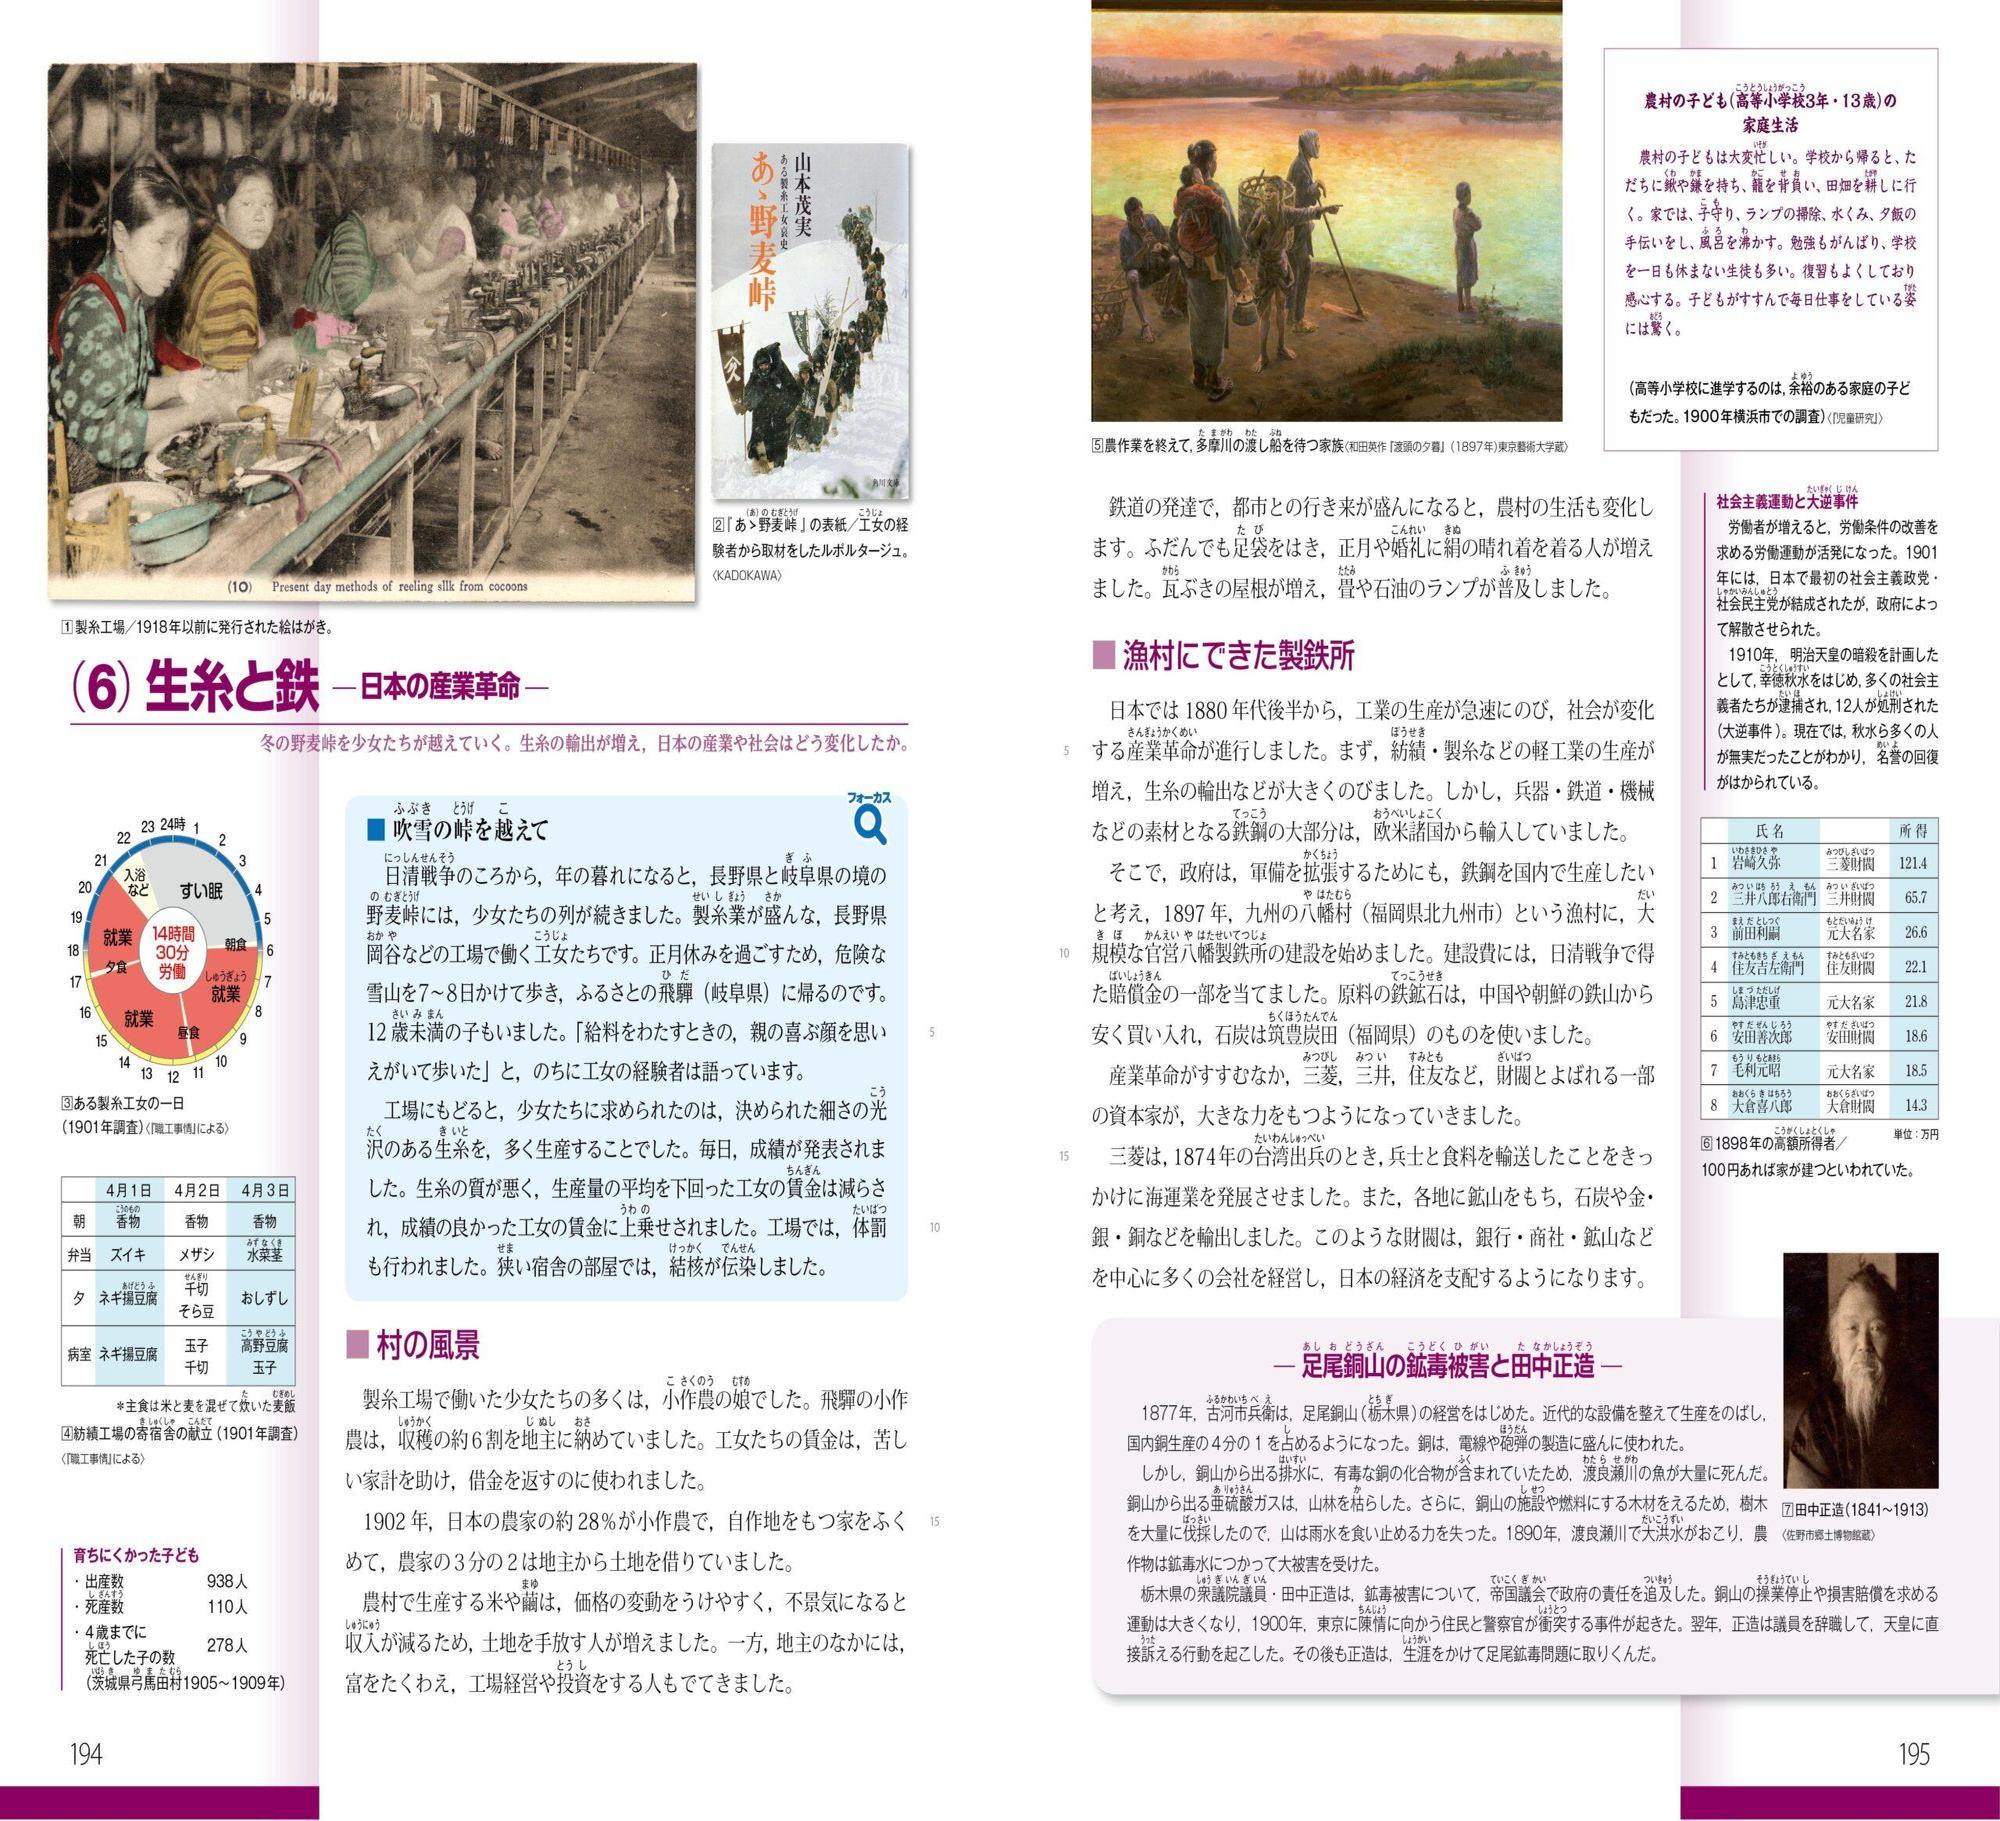 (10) Present day methods of reeling silk from cocoons
1製糸工場／1918年以前に発行された絵はがき。
山本茂実
ある製糸工女哀史
あゝ野麦峠
角川文庫
2『あゝ野麦峠』の表紙／工女の経
験者から取材をしたルポルタージュ。
〈KADOKAWA〉
(6) 生糸と鉄 ―日本の産業革命―
冬の野麦峠を少女たちが越えていく。生糸の輸出が増え，日本の産業や社会はどう変化したか。
24時 1 2 3 4 5 6 7 8 9 10 11 12 13 14 15 16 17 18 19 20 21 22 23
すい眠
朝食
就業
昼食
就業
夕食
就業
入浴など
14時間
30分
労働
3ある製糸工女の一日
(1901年調査)〈『職工事情』による〉
4月1日 4月2日 4月3日
朝 香物 香物 香物
弁当 ズイキ メザシ 水菜茎
夕 ネギ揚豆腐 千切 そら豆 おしずし
病室 ネギ揚豆腐 玉子 千切 高野豆腐 玉子
＊主食は米と麦を混ぜて炊いた麦飯
4紡績工場の寄宿舎の献立(1901年調査)
〈『職工事情』による〉
育ちにくかった子ども
・出産数 938人
・死産数 110人
・4歳までに
死亡した子の数 278人
(茨城県弓馬田村1905～1909年)
194
フォーカス
■ 吹雪の峠を越えて
日清戦争のころから，年の暮れになると，長野県と岐阜県の境の
野麦峠には，少女たちの列が続きました。製糸業が盛んな，長野県
岡谷などの工場で働く工女たちです。正月休みを過ごすため，危険な
雪山を7～8日かけて歩き，ふるさとの飛驒（岐阜県）に帰るのです。
12歳未満の子もいました。「給料をわたすときの，親の喜ぶ顔を思い
えがいて歩いた」と，のちに工女の経験者は語っています。
工場にもどると，少女たちに求められたのは，決められた細さの光
沢のある生糸を，多く生産することでした。毎日，成績が発表されま
した。生糸の質が悪く，生産量の平均を下回った工女の賃金は減らさ
れ，成績の良かった工女の賃金に上乗せされました。工場では，体罰
も行われました。狭い宿舎の部屋では，結核が伝染しました。
■ 村の風景
製糸工場で働いた少女たちの多くは，小作農の娘でした。飛驒の小作
農は，収穫の約6割を地主に納めていました。工女たちの賃金は，苦し
い家計を助け，借金を返すのに使われました。
1902年，日本の農家の約28%が小作農で，自作地をもつ家をふく
めて，農家の3分の2は地主から土地を借りていました。
農村で生産する米や繭は，価格の変動をうけやすく，不景気になると
収入が減るため，土地を手放す人が増えました。一方，地主のなかには，
富をたくわえ，工場経営や投資をする人もでてきました。
5
10
15
5農作業を終えて，多摩川の渡し船を待つ家族〈和田英作『渡頭の夕暮』(1897年)東京藝術大学蔵〉
農村の子ども(高等小学校3年・13歳)の
家庭生活
農村の子どもは大変忙しい。学校から帰ると、た
だちに鍬や鎌を持ち、籠を背負い、田畑を耕しに行
く。家では、子守り、ランプの掃除、水くみ、夕飯の
手伝いをし、風呂を沸かす。勉強もがんばり、学校
を一日も休まない生徒も多い。復習もよくしており
感心する。子どもがすすんで毎日仕事をしている姿
には驚く。
(高等小学校に進学するのは，余裕のある家庭の子ど
もだった。1900年横浜市での調査)〈『児童研究』〉
鉄道の発達で，都市との行き来が盛んになると，農村の生活も変化し
ます。ふだんでも足袋をはき，正月や婚礼に絹の晴れ着を着る人が増え
ました。瓦ぶきの屋根が増え，畳や石油のランプが普及しました。
■ 漁村にできた製鉄所
日本では1880年代後半から，工業の生産が急速にのび，社会が変化
する産業革命が進行しました。まず，紡績・製糸などの軽工業の生産が
増え，生糸の輸出などが大きくのびました。しかし，兵器・鉄道・機械
などの素材となる鉄鋼の大部分は，欧米諸国から輸入していました。
そこで，政府は，軍備を拡張するためにも，鉄鋼を国内で生産したい
と考え，1897年，九州の八幡村（福岡県北九州市）という漁村に，大
規模な官営八幡製鉄所の建設を始めました。建設費には，日清戦争で得
た賠償金の一部を当てました。原料の鉄鉱石は，中国や朝鮮の鉄山から
安く買い入れ，石炭は筑豊炭田（福岡県）のものを使いました。
産業革命がすすむなか，三菱，三井，住友など，財閥とよばれる一部
の資本家が，大きな力をもつようになっていきました。
三菱は，1874年の台湾出兵のとき，兵士と食料を輸送したことをきっ
かけに海運業を発展させました。また，各地に鉱山をもち，石炭や金・
銀・銅などを輸出しました。このような財閥は，銀行・商社・鉱山など
を中心に多くの会社を経営し，日本の経済を支配するようになります。
5
10
15
社会主義運動と大逆事件
労働者が増えると，労働条件の改善を
求める労働運動が活発になった。1901
年には，日本で最初の社会主義政党・
社会民主党が結成されたが，政府によっ
て解散させられた。
1910年，明治天皇の暗殺を計画した
として，幸徳秋水をはじめ，多くの社会主
義者たちが逮捕され，12人が処刑された
(大逆事件)。現在では，秋水ら多くの人
が無実だったことがわかり，名誉の回復
がはかられている。
氏名 所得
1 岩崎久弥 三菱財閥 121.4
2 三井八郎右衛門 三井財閥 65.7
3 前田利嗣 元大名家 26.6
4 住友吉左衛門 住友財閥 22.1
5 島津忠重 元大名家 21.8
6 安田善次郎 安田財閥 18.6
7 毛利元昭 元大名家 18.5
8 大倉喜八郎 大倉財閥 14.3
単位：万円
6 1898年の高額所得者／
100円あれば家が建つといわれていた。
―足尾銅山の鉱毒被害と田中正造―
1877年，古河市兵衛は，足尾銅山(栃木県)の経営をはじめた。近代的な設備を整えて生産をのばし，
国内銅生産の4分の1を占めるようになった。銅は，電線や砲弾の製造に盛んに使われた。
しかし，銅山から出る排水に，有毒な銅の化合物が含まれていたため，渡良瀬川の魚が大量に死んだ。
銅山から出る亜硫酸ガスは，山林を枯らした。さらに，銅山の施設や燃料にする木材をえるため，樹木
を大量に伐採したので，山は雨水を食い止める力を失った。1890年，渡良瀬川で大洪水がおこり，農
作物は鉱毒水につかって大被害を受けた。
栃木県の衆議院議員・田中正造は，鉱毒被害について，帝国議会で政府の責任を追及した。銅山の操業停止や損害賠償を求める
運動は大きくなり，1900年，東京に陳情に向かう住民と警察官が衝突する事件が起きた。翌年，正造は議員を辞職して，天皇に直
接訴える行動を起こした。その後も正造は，生涯をかけて足尾鉱毒問題に取りくんだ。
7田中正造(1841～1913)
〈佐野市郷土博物館蔵〉
195